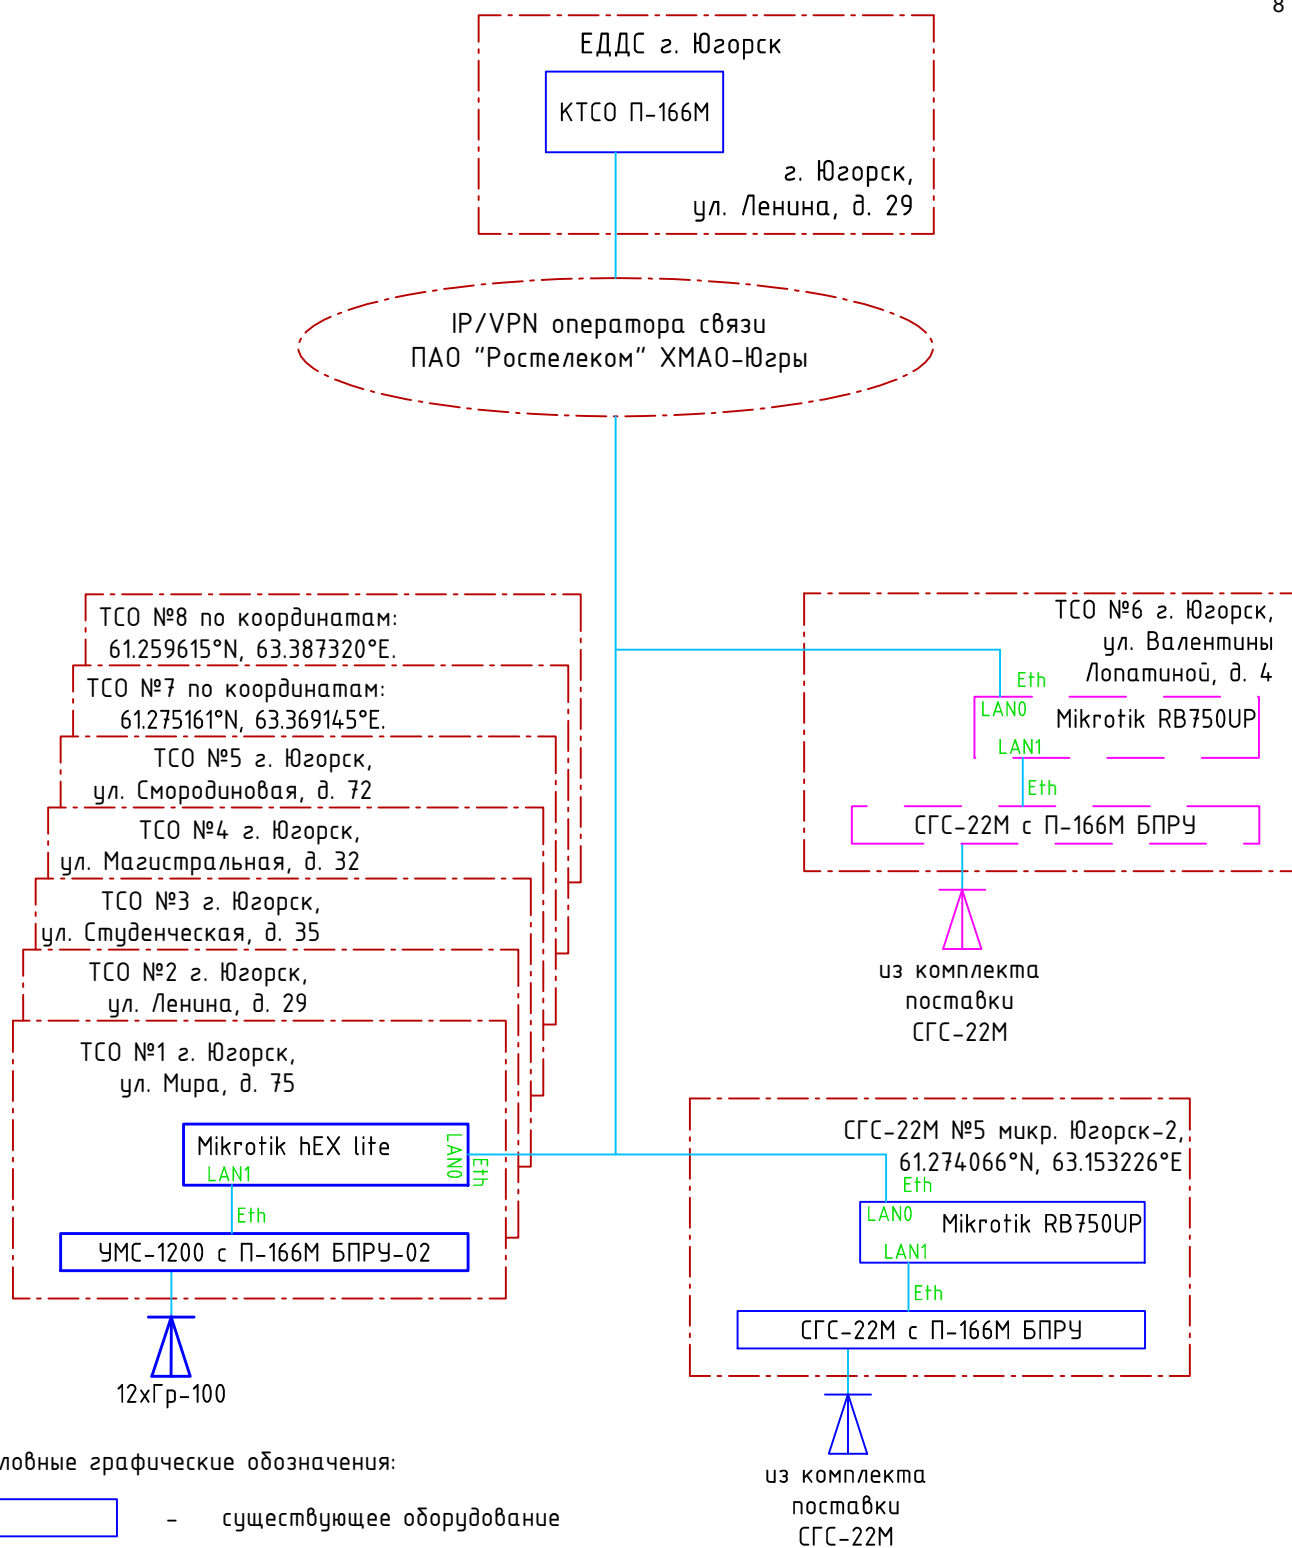 8
ЕДДС г. Югорск
КТСО П-166М
г. Югорск,
ул. Ленина, д. 29
IP/VPN оператора связи
ПАО "Ростелеком" ХМАО-Югры
ТСО №8 по координатам:
61.259615°N, 63.387320°E.
ТСО №7 по координатам:
61.275161°N, 63.369145°E.
ТСО №5 г. Югорск,
ул. Смородиновая, д. 72
ТСО №4 г. Югорск,
ул. Магистральная, д. 32
ТСО №3 г. Югорск,
ул. Студенческая, д. 35
ТСО №2 г. Югорск,
ул. Ленина, д. 29
ТСО №1 г. Югорск,
ул. Мира, д. 75
Mikrotik hEX lite
LAN0
Eth
LAN1
Eth
УМС-1200 с П-166М БПРУ-02
12хГр-100
ТСО №6 г. Югорск,
ул. Валентины
Лопатиной, д. 4
Eth
LAN0
Mikrotik RB750UP
LAN1
Eth
СГС-22М с П-166М БПРУ
из комплекта
поставки
СГС-22М
СГС-22М №5 микр. Югорск-2,
61.274066°N, 63.153226°E
Eth
LAN0
Mikrotik RB750UP
LAN1
Eth
СГС-22М с П-166М БПРУ
из комплекта
поставки
СГС-22М
ловные графические обозначения:
- существующее оборудование